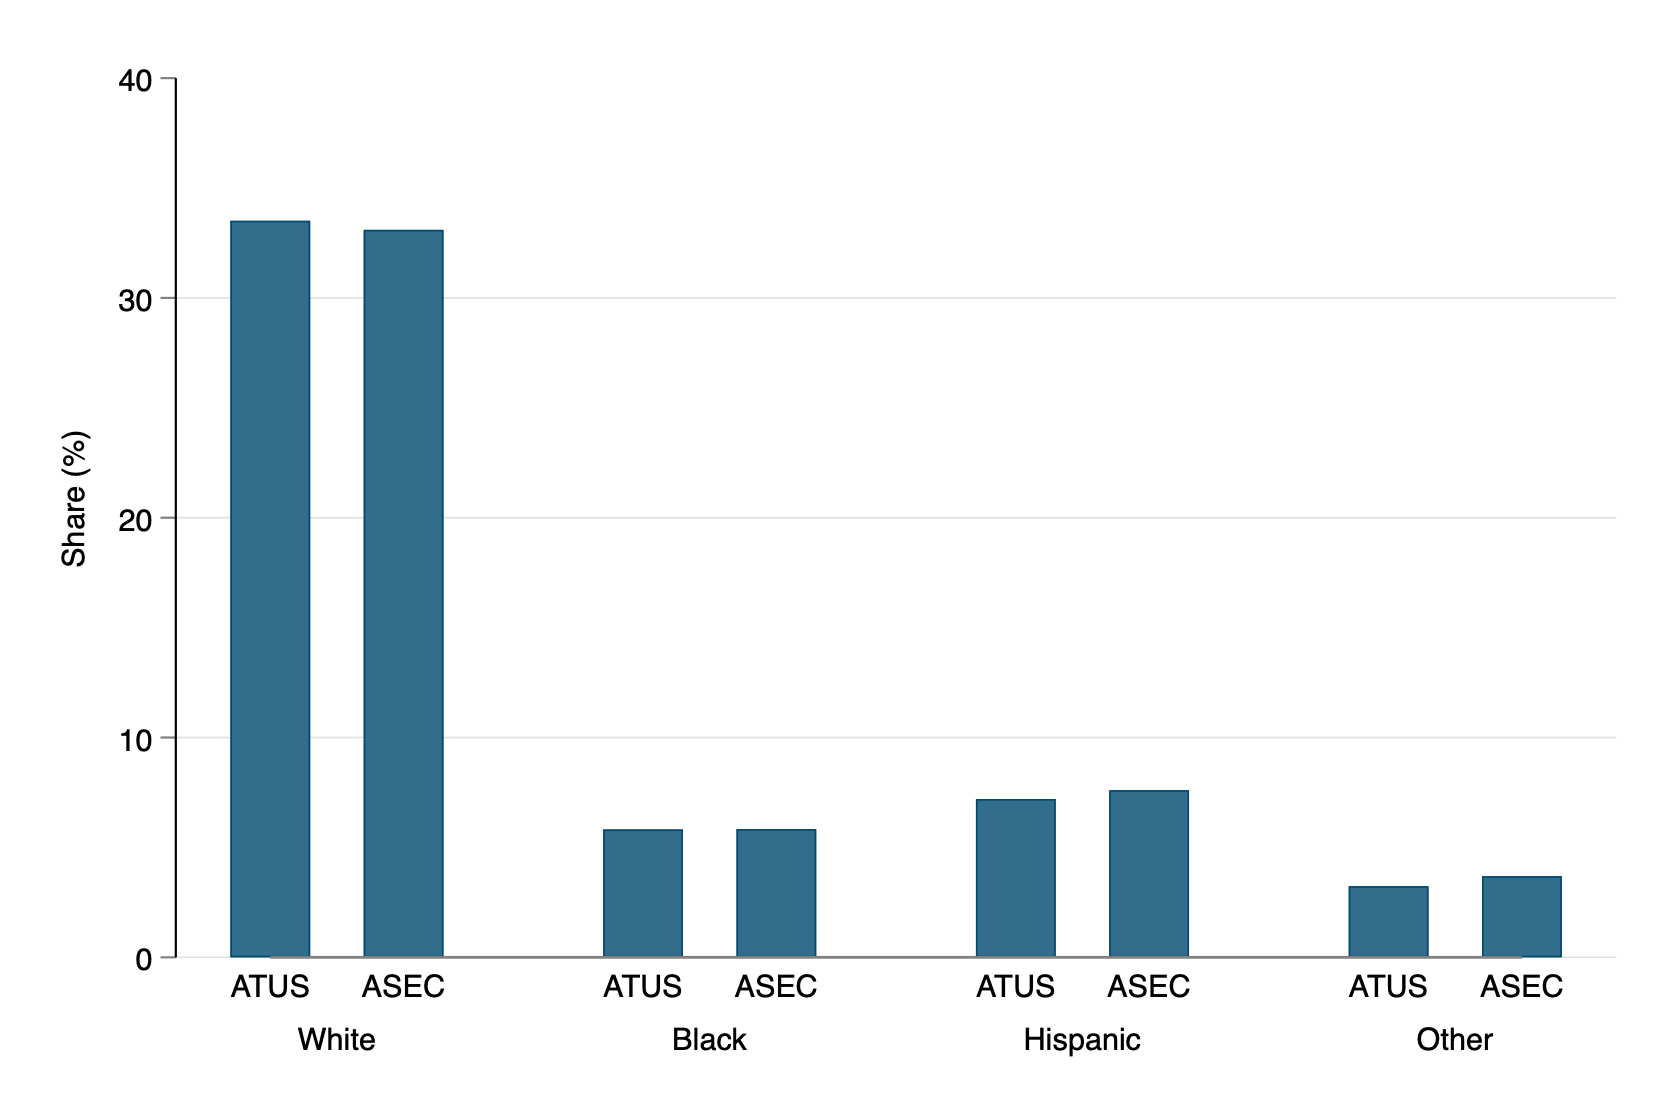 40
30
20
10
0
Share (%)
ATUS ASEC ATUS ASEC ATUS ASEC ATUS ASEC
White Black Hispanic Other